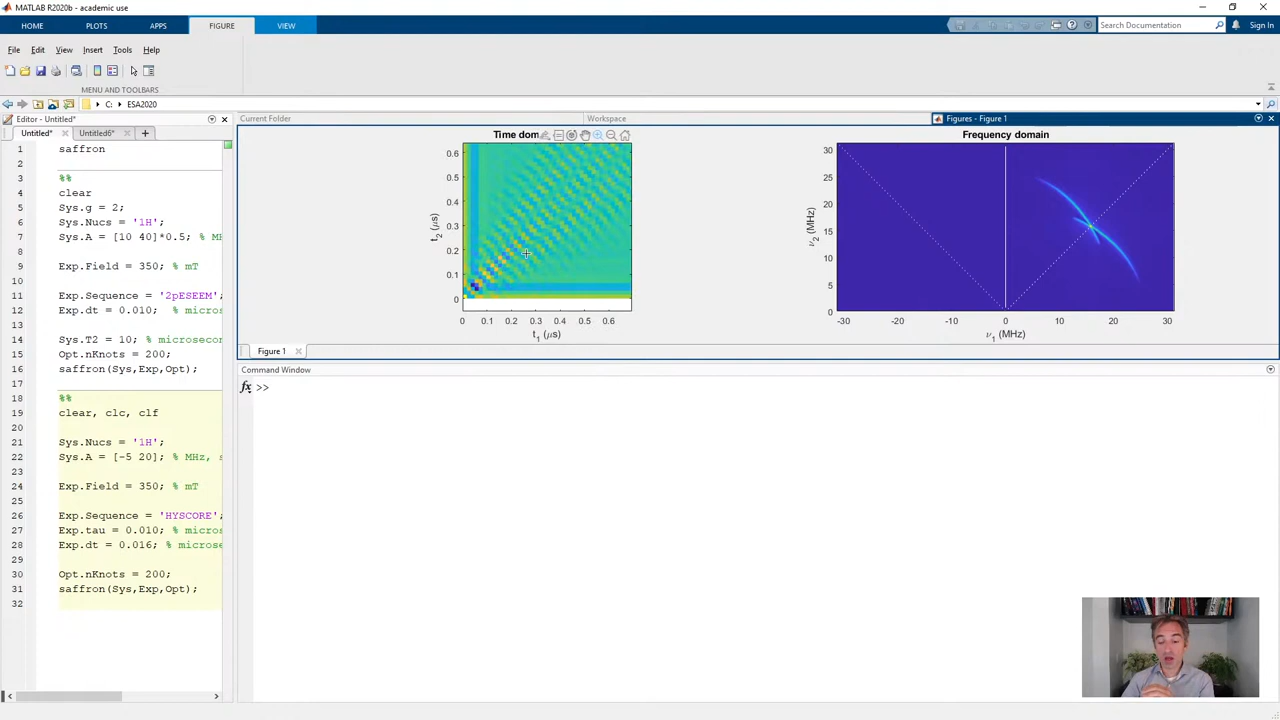 MATLAB R2020b - academic use
HOME PLOTS APPS FIGURE VIEW
Search Documentation
Sign In
File Edit View Insert Tools Help
MENU AND TOOLBARS
C: ESA2020
Editor - Untitled*
Untitled* Untitled6*
1 saffron
2
3 %%
4 clear
5 Sys.g = 2;
6 Sys.Nucs = '1H';
7 Sys.A = [10 40]*0.5; % MH
8
9 Exp.Field = 350; % mT
10
11 Exp.Sequence = '2pESEEM';
12 Exp.dt = 0.010; % microse
13
14 Sys.T2 = 10; % microsecon
15 Opt.nKnots = 200;
16 saffron(Sys,Exp,Opt);
17
18 %%
19 clear, clc, clf
20
21 Sys.Nucs = '1H';
22 Sys.A = [-5 20]; % MHz, s
23
24 Exp.Field = 350; % mT
25
26 Exp.Sequence = 'HYSCORE';
27 Exp.tau = 0.010; % micros
28 Exp.dt = 0.016; % microse
29
30 Opt.nKnots = 200;
31 saffron(Sys,Exp,Opt);
32
Current Folder
Workspace
Figures - Figure 1
Time dom
0.6
0.5
0.4
0.3
0.2
0.1
0
t2 (μs)
0 0.1 0.2 0.3 0.4 0.5 0.6
t1 (μs)
Frequency domain
30
25
20
15
10
5
0
ν2 (MHz)
-30 -20 -10 0 10 20 30
ν1 (MHz)
Figure 1
Command Window
fx >>